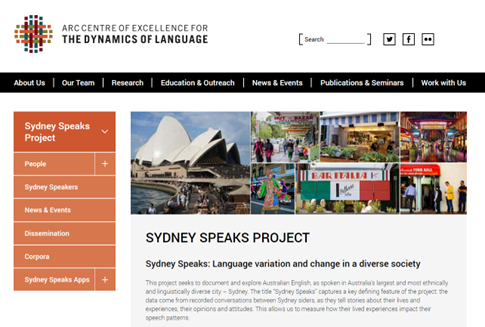 ARC CENTRE OF EXCELLENCE FOR
THE DYNAMICS OF LANGUAGE
Search
About Us
Our Team
Research
Education & Outreach
News & Events
Publications & Seminars
Work with Us
Sydney Speaks
Project
People
Sydney Speakers
News & Events
Dissemination
Corpora
Sydney Speaks Apps
BAR ITALIA
SYDNEY SPEAKS PROJECT
Sydney Speaks: Language variation and change in a diverse society
This project seeks to document and explore Australian English, as spoken in Australia's largest and most ethnically
and linguistically diverse city – Sydney. The title "Sydney Speaks" captures a key defining feature of the project: the
data come from recorded conversations between Sydney siders, as they tell stories about their lives and
experiences, their opinions and attitudes. This allows us to measure how their lived experiences impact their
speech patterns.